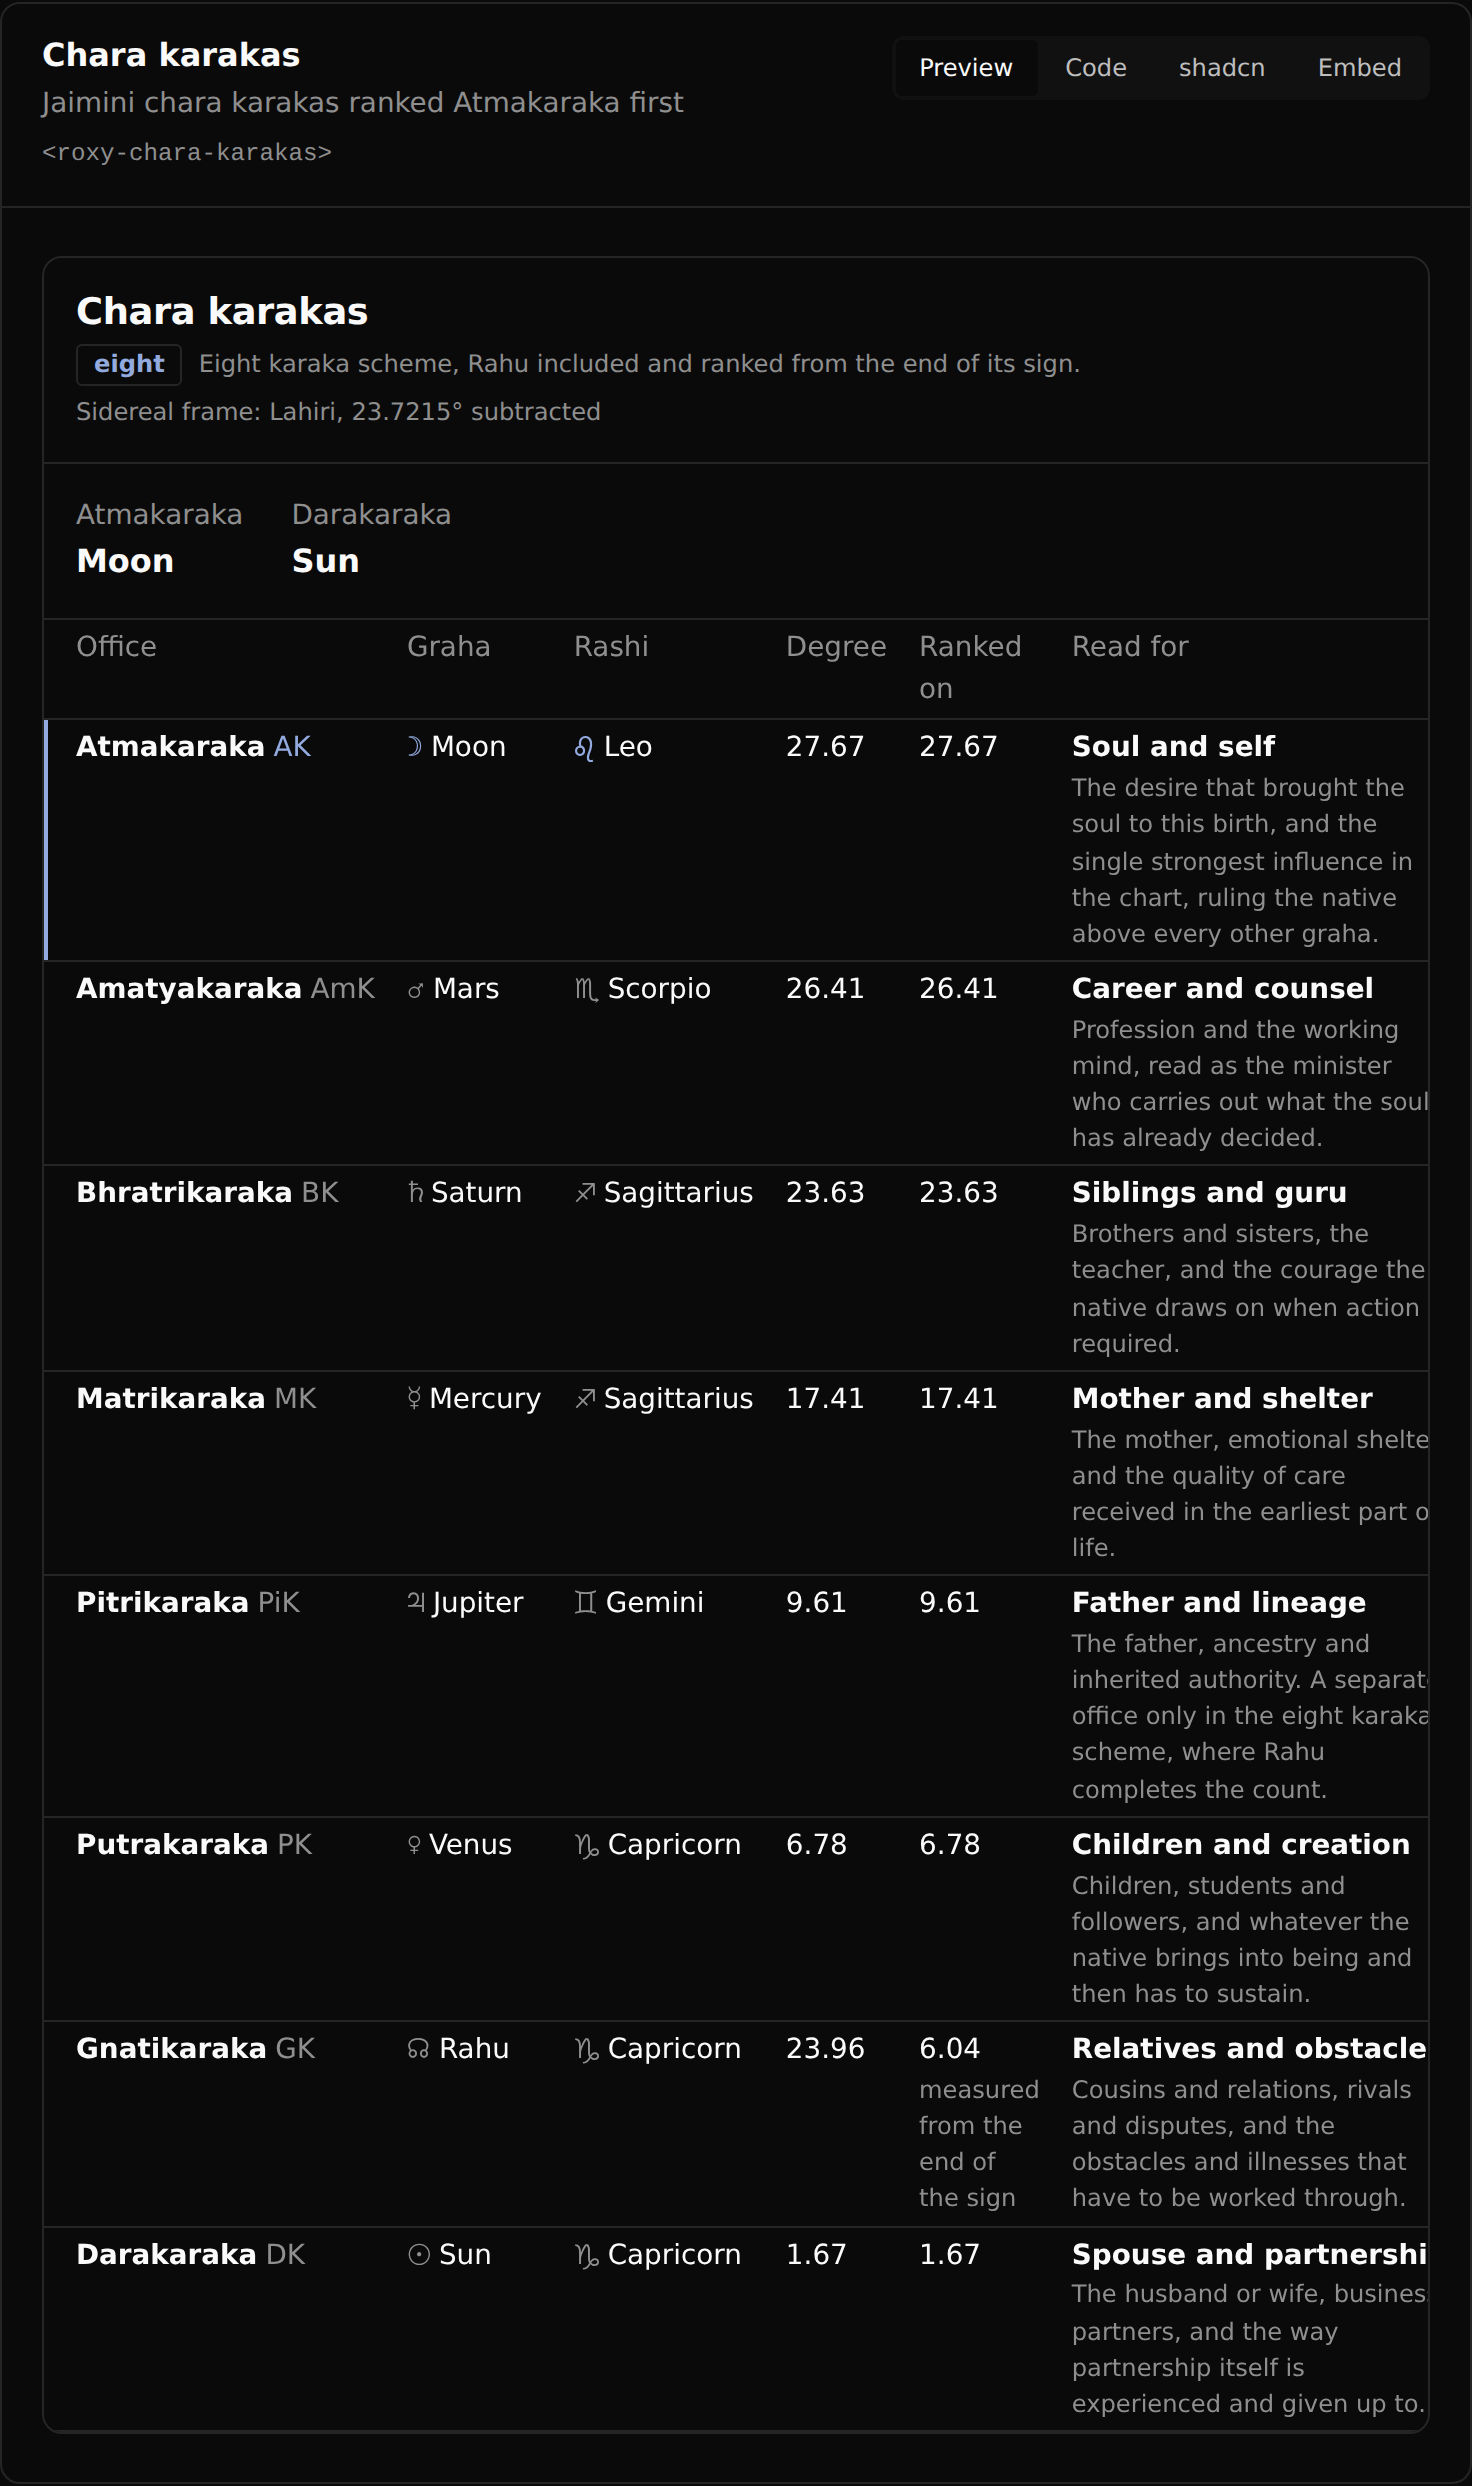 Chara karakas
Jaimini chara karakas ranked Atmakaraka first
<roxy-chara-karakas>
Preview Code shadcn Embed
Chara karakas
eight Eight karaka scheme, Rahu included and ranked from the end of its sign.
Sidereal frame: Lahiri, 23.7215° subtracted
Atmakaraka Darakaraka
Moon Sun
Office Graha Rashi Degree Ranked on Read for
Atmakaraka AK ☽ Moon ♌ Leo 27.67 27.67 Soul and self
The desire that brought the
soul to this birth, and the
single strongest influence in
the chart, ruling the native
above every other graha.
Amatyakaraka AmK ♂ Mars ♏ Scorpio 26.41 26.41 Career and counsel
Profession and the working
mind, read as the minister
who carries out what the soul
has already decided.
Bhratrikaraka BK ♄ Saturn ♐ Sagittarius 23.63 23.63 Siblings and guru
Brothers and sisters, the
teacher, and the courage the
native draws on when action
required.
Matrikaraka MK ☿ Mercury ♐ Sagittarius 17.41 17.41 Mother and shelter
The mother, emotional shelte
and the quality of care
received in the earliest part o
life.
Pitrikaraka PiK ♃ Jupiter ♊ Gemini 9.61 9.61 Father and lineage
The father, ancestry and
inherited authority. A separat
office only in the eight karaka
scheme, where Rahu
completes the count.
Putrakaraka PK ♀ Venus ♑ Capricorn 6.78 6.78 Children and creation
Children, students and
followers, and whatever the
native brings into being and
then has to sustain.
Gnatikaraka GK ☊ Rahu ♑ Capricorn 23.96 6.04 Relatives and obstacle
measured
from the
end of
the sign
Cousins and relations, rivals
and disputes, and the
obstacles and illnesses that
have to be worked through.
Darakaraka DK ☉ Sun ♑ Capricorn 1.67 1.67 Spouse and partnershi
The husband or wife, busines
partners, and the way
partnership itself is
experienced and given up to.